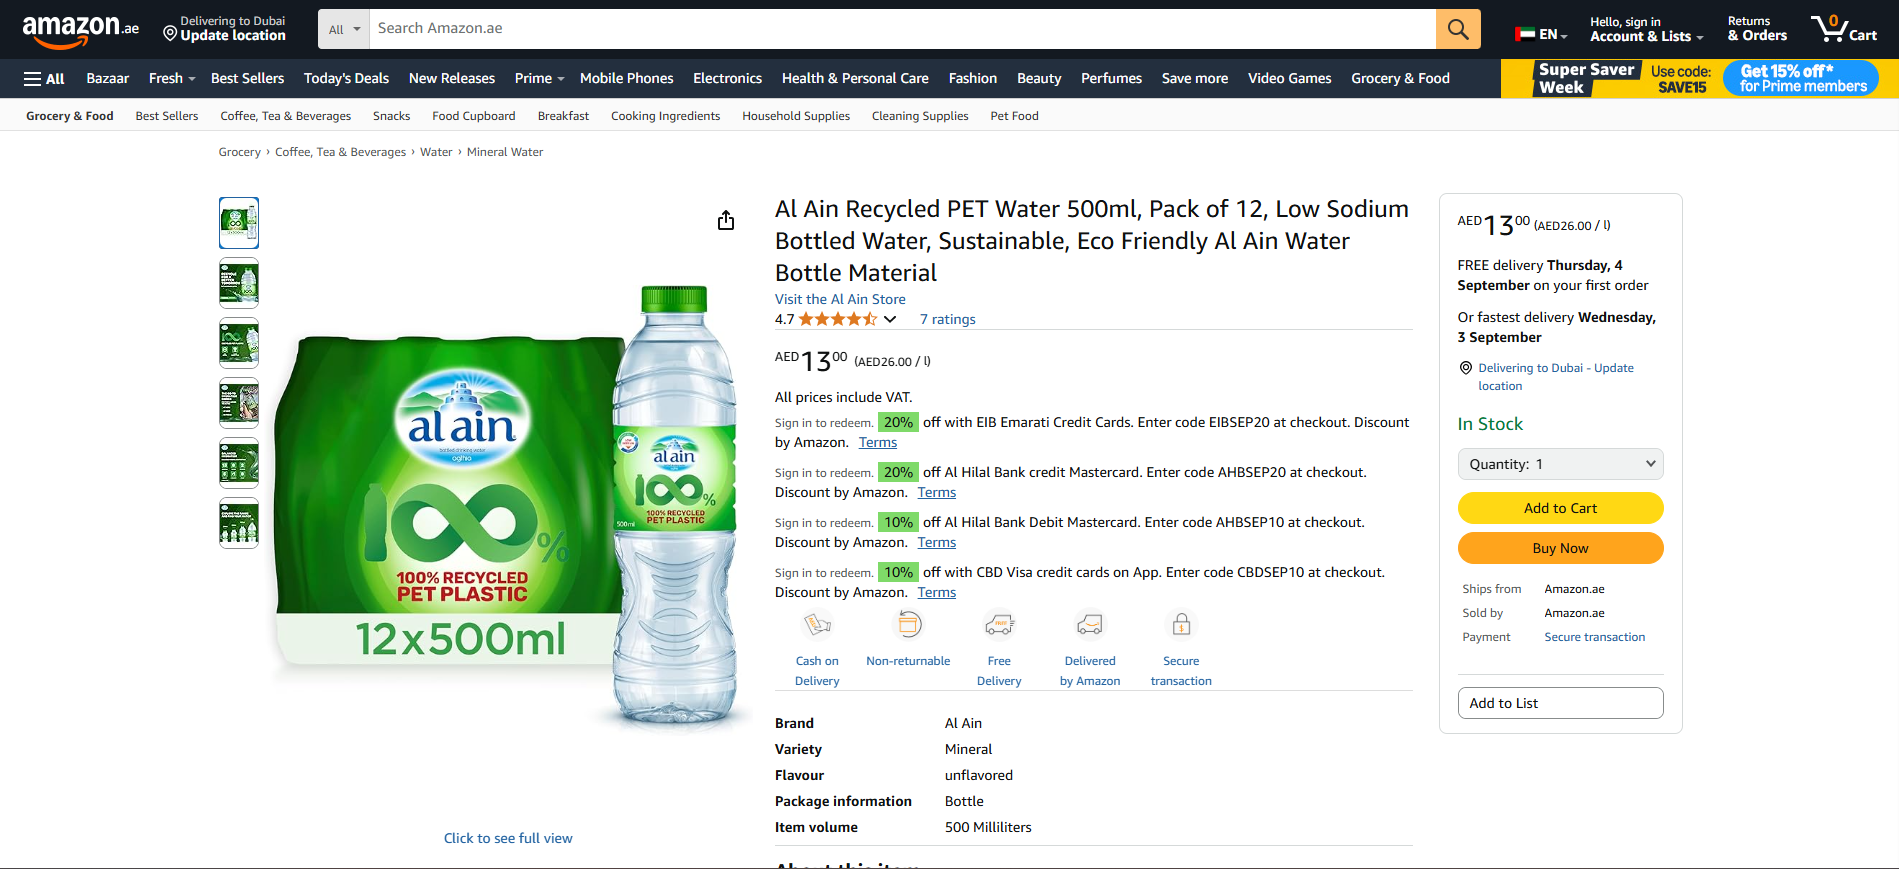 amazon.ae
Delivering to Dubai
Update location
All
Search Amazon.ae
EN
Hello, sign in
Account & Lists
Returns
& Orders
0
Cart
All
Bazaar
Fresh
Best Sellers
Today's Deals
New Releases
Prime
Mobile Phones
Electronics
Health & Personal Care
Fashion
Beauty
Perfumes
Save more
Video Games
Grocery & Food
Super Saver
Week
Use code:
SAVE15
Get 15% off*
for Prime members
Grocery & Food
Best Sellers
Coffee, Tea & Beverages
Snacks
Food Cupboard
Breakfast
Cooking Ingredients
Household Supplies
Cleaning Supplies
Pet Food
Grocery › Coffee, Tea & Beverages › Water › Mineral Water
al ain
bottled drinking water
agthia
100%
100% RECYCLED
PET PLASTIC
12x500ml
al ain
100%
100% RECYCLED
PET PLASTIC
500ml
Click to see full view
Al Ain Recycled PET Water 500ml, Pack of 12, Low Sodium
Bottled Water, Sustainable, Eco Friendly Al Ain Water
Bottle Material
Visit the Al Ain Store
4.7
7 ratings
AED1300 (AED26.00 / l)
All prices include VAT.
Sign in to redeem. 20% off with EIB Emarati Credit Cards. Enter code EIBSEP20 at checkout. Discount
by Amazon. Terms
Sign in to redeem. 20% off Al Hilal Bank credit Mastercard. Enter code AHBSEP20 at checkout.
Discount by Amazon. Terms
Sign in to redeem. 10% off Al Hilal Bank Debit Mastercard. Enter code AHBSEP10 at checkout.
Discount by Amazon. Terms
Sign in to redeem. 10% off with CBD Visa credit cards on App. Enter code CBDSEP10 at checkout.
Discount by Amazon. Terms
Cash on
Delivery
Non-returnable
Free
Delivery
Delivered
by Amazon
Secure
transaction
Brand Al Ain
Variety Mineral
Flavour unflavored
Package information Bottle
Item volume 500 Milliliters
About this item
AED1300 (AED26.00 / l)
FREE delivery Thursday, 4
September on your first order
Or fastest delivery Wednesday,
3 September
Delivering to Dubai - Update
location
In Stock
Quantity: 1
Add to Cart
Buy Now
Ships from Amazon.ae
Sold by Amazon.ae
Payment Secure transaction
Add to List